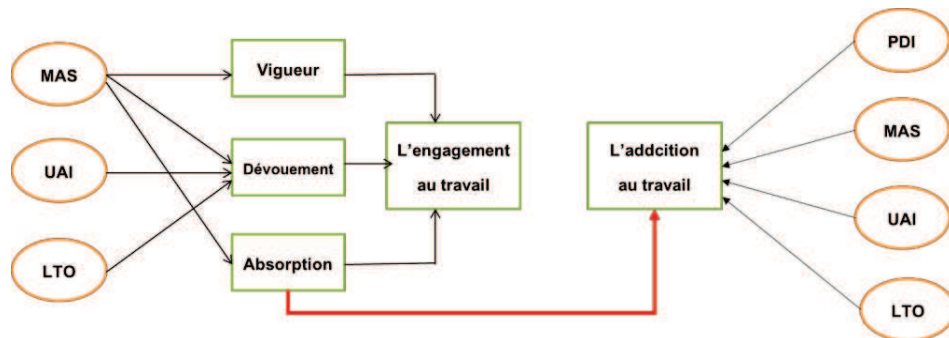 MAS
UAI
LTO
Vigueur
Dévouement
Absorption
L'engagement
au travail
L'addcition
au travail
PDI
MAS
UAI
LTO